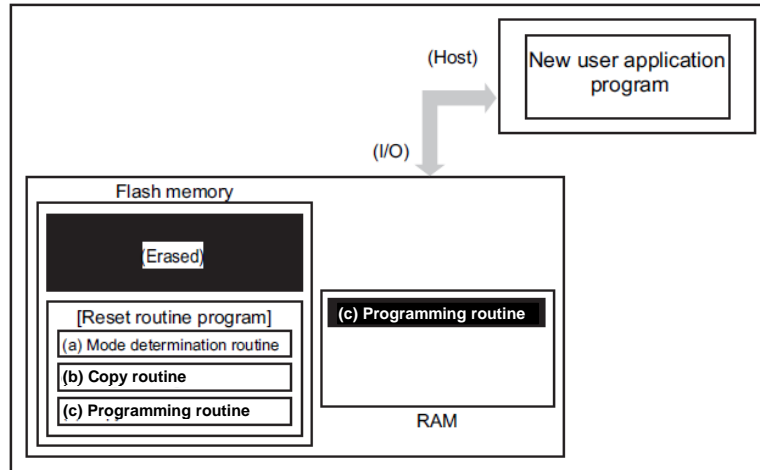 (Host)
New user application
program
(I/O)
Flash memory
(Erased)
[Reset routine program]
(a) Mode determination routine
(b) Copy routine
(c) Programming routine
(c) Programming routine
RAM